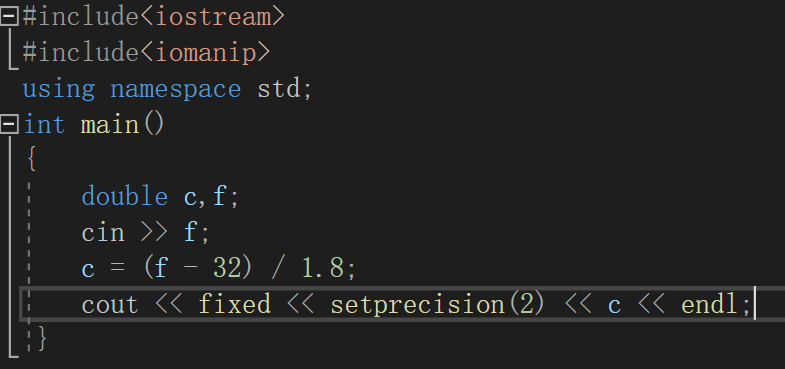 #include<iostream>
#include<iomanip>
using namespace std;
int main()
{
    double c,f;
    cin >> f;
    c = (f - 32) / 1.8;
    cout << fixed << setprecision(2) << c << endl;
}